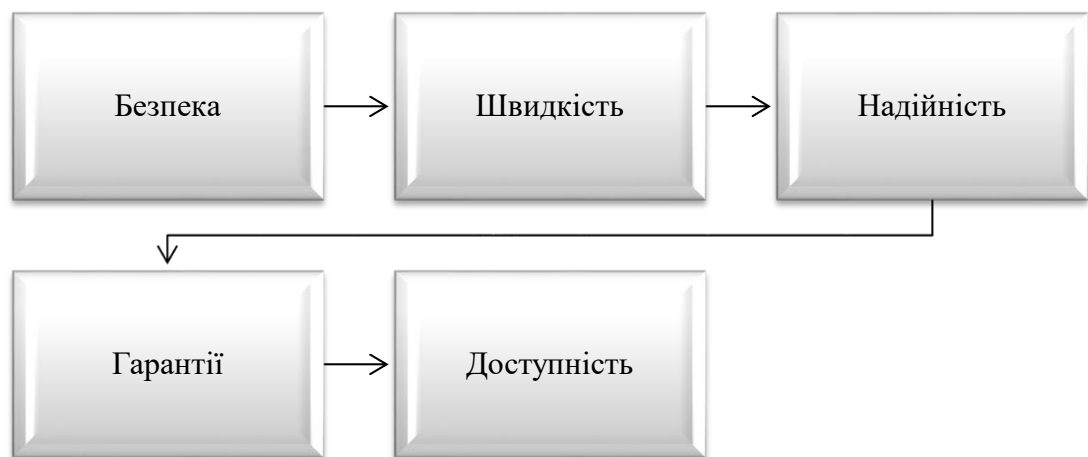 Безпека
Швидкість
Надійність
Гарантії
Доступність